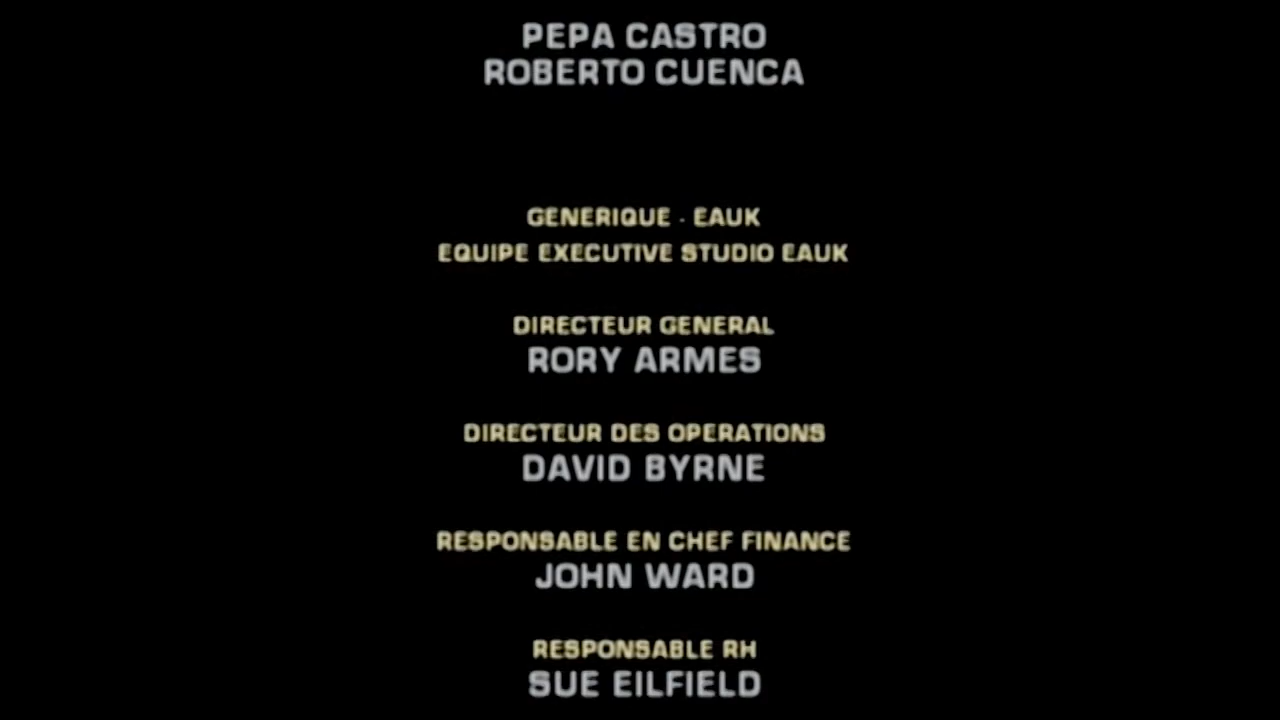 PEPA CASTRO
ROBERTO CUENCA
GENERIQUE - EAUK
EQUIPE EXECUTIVE STUDIO EAUK
DIRECTEUR GENERAL
RORY ARMES
DIRECTEUR DES OPERATIONS
DAVID BYRNE
RESPONSABLE EN CHEF FINANCE
JOHN WARD
RESPONSABLE RH
SUE EILFIELD